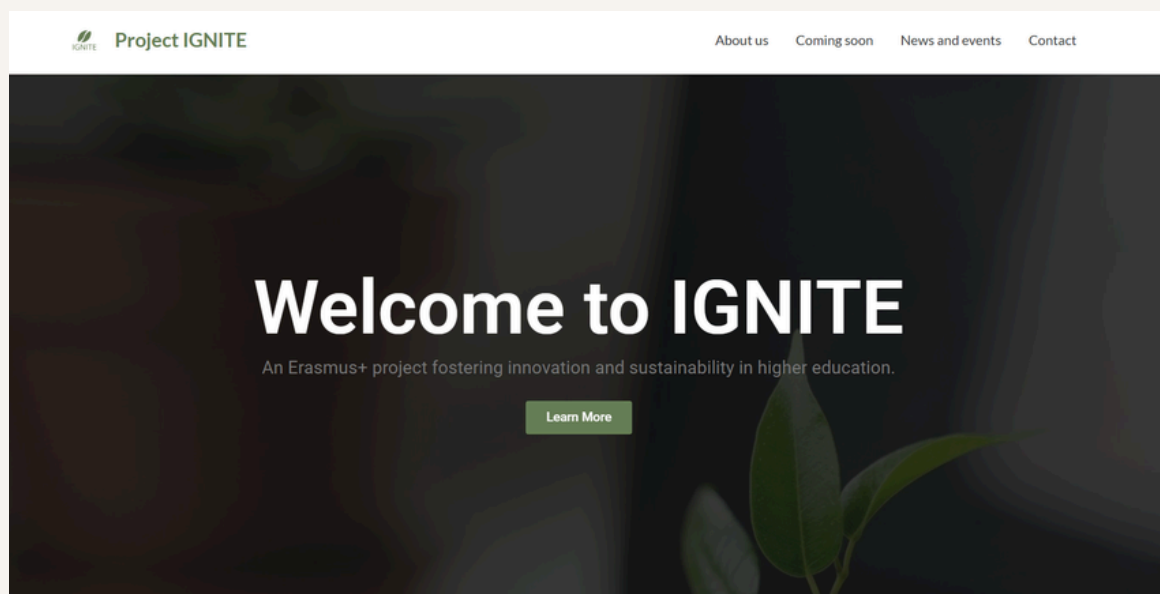 IGNITE
Project IGNITE
About us
Coming soon
News and events
Contact
Welcome to IGNITE
An Erasmus+ project fostering innovation and sustainability in higher education.
Learn More